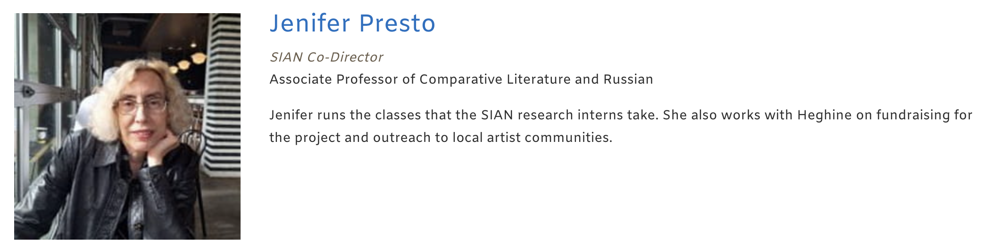 Jenifer Presto
SIAN Co-Director
Associate Professor of Comparative Literature and Russian
Jenifer runs the classes that the SIAN research interns take. She also works with Heghine on fundraising for
the project and outreach to local artist communities.